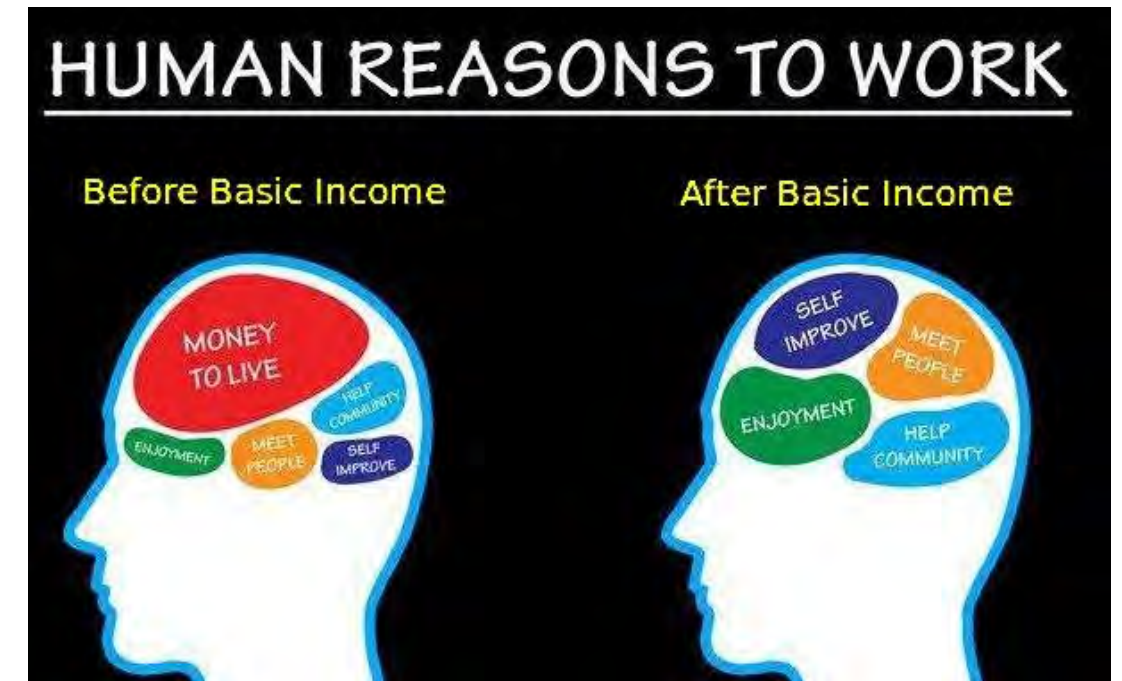 HUMAN REASONS TO WORK
Before Basic Income
After Basic Income
MONEY
TO LIVE
HELP
COMMUNITY
ENJOYMENT
MEET
PEOPLE
SELF
IMPROVE
SELF
IMPROVE
MEET
PEOPLE
ENJOYMENT
HELP
COMMUNITY